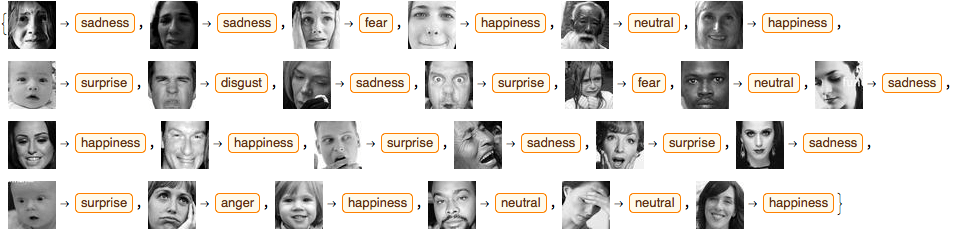 { → sadness , → sadness , → fear , → happiness , → neutral , → happiness ,
→ surprise , → disgust , → sadness , → surprise , → fear , → neutral , → sadness ,
→ happiness , → happiness , → surprise , → sadness , → surprise , → sadness ,
→ surprise , → anger , → happiness , → neutral , → neutral , → happiness }